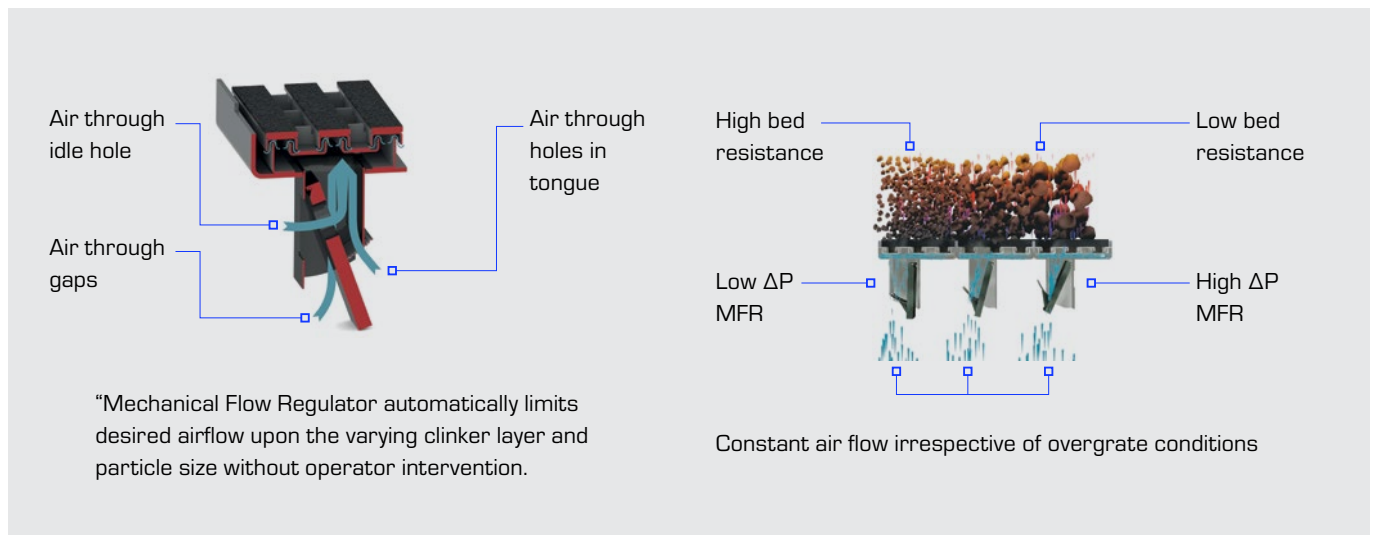 Air through
idle hole
Air through
holes in
tongue
Air through
gaps
“Mechanical Flow Regulator automatically limits
desired airflow upon the varying clinker layer and
particle size without operator intervention.
High bed
resistance
Low bed
resistance
Low ΔP
MFR
High ΔP
MFR
Constant air flow irrespective of overgrate conditions